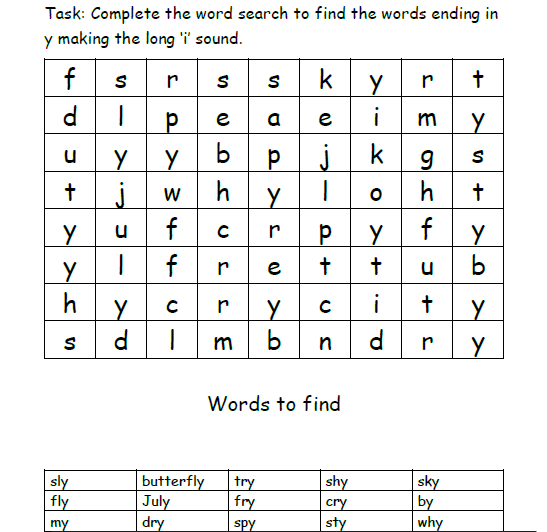 Task: Complete the word search to find the words ending in
y making the long 'i' sound.
f s r s s k y r t
d l p e a e i m y
u y y b p j k g s
t j w h y l o h t
y u f c r p y f y
y l f r e t t u b
h y c r y c i t y
s d l m b n d r y
Words to find
sly butterfly try shy sky
fly July fry cry by
my dry spy sty why